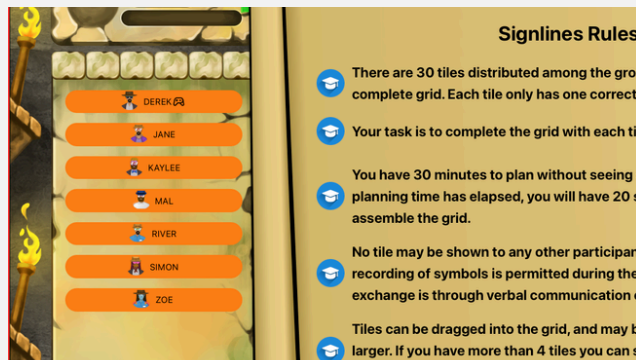 DEREK
JANE
KAYLEE
MAL
RIVER
SIMON
ZOE
Signlines Rules
There are 30 tiles distributed among the gro
complete grid. Each tile only has one correct
Your task is to complete the grid with each ti
You have 30 minutes to plan without seeing
planning time has elapsed, you will have 20 s
assemble the grid.
No tile may be shown to any other participan
recording of symbols is permitted during the
exchange is through verbal communication
Tiles can be dragged into the grid, and may b
larger. If you have more than 4 tiles you can s